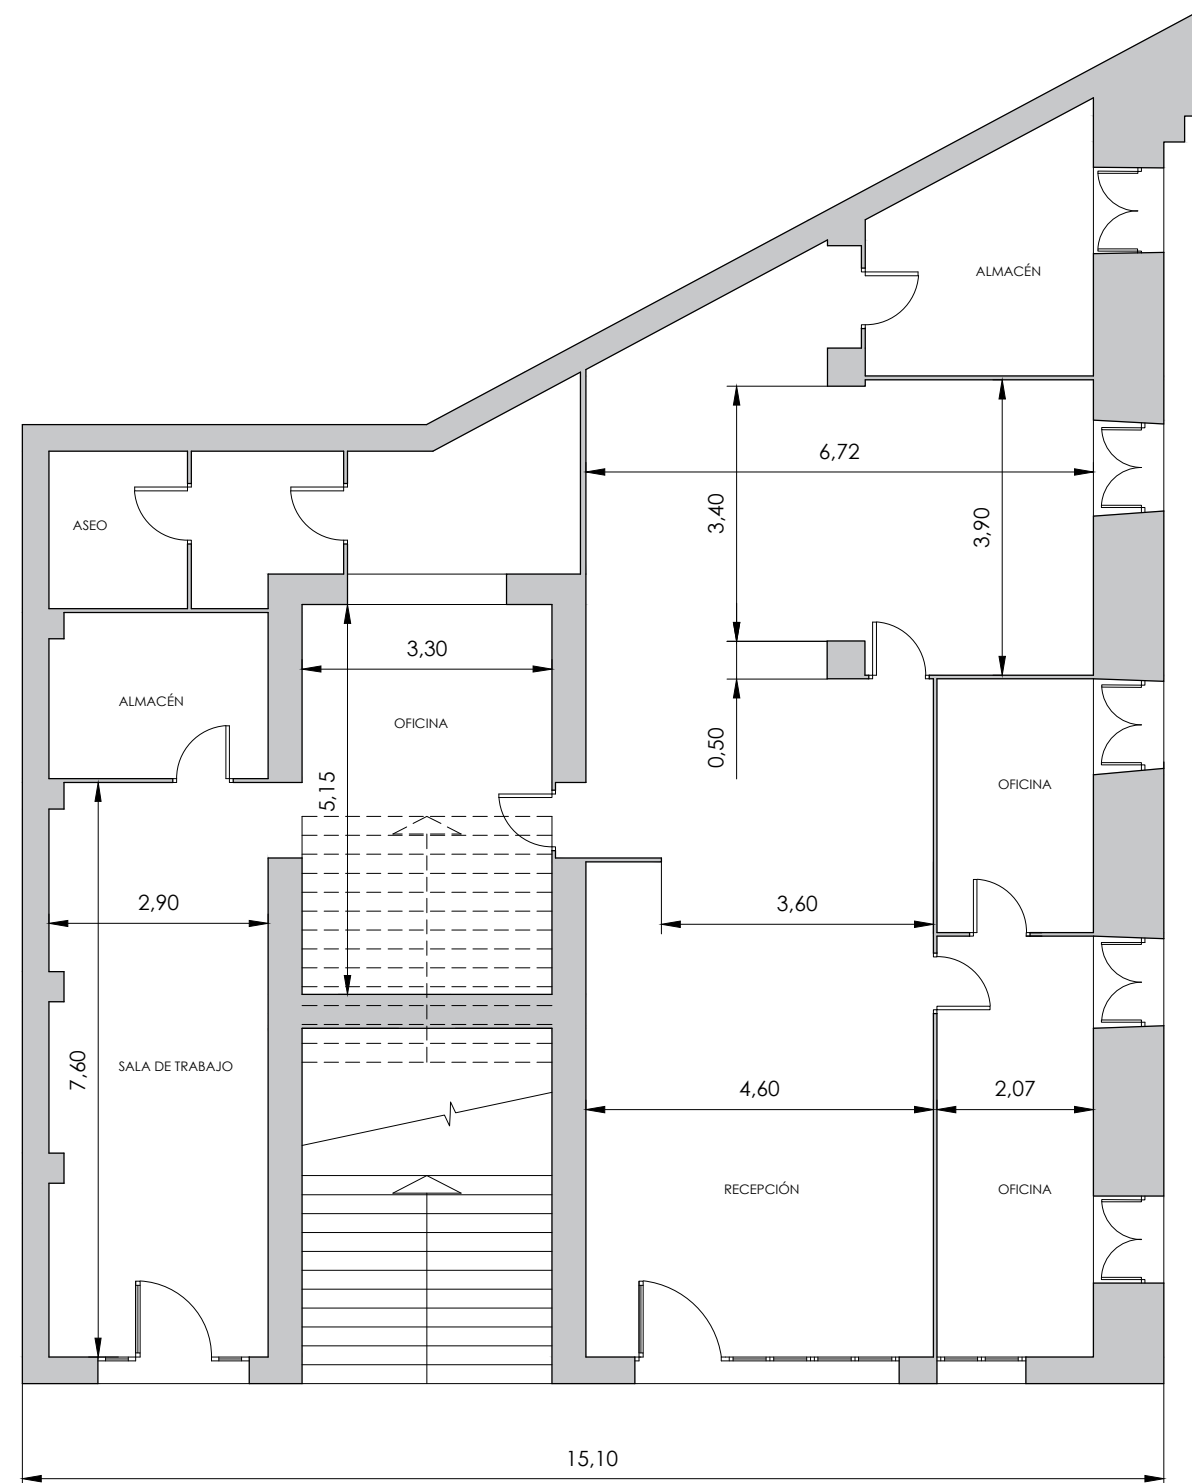 ALMACÉN
6,72
3,40
3,90
ASEO
3,30
ALMACÉN
OFICINA
0,50
5,15
OFICINA
2,90
3,60
7,60
SALA DE TRABAJO
4,60
2,07
RECEPCIÓN
OFICINA
15,10